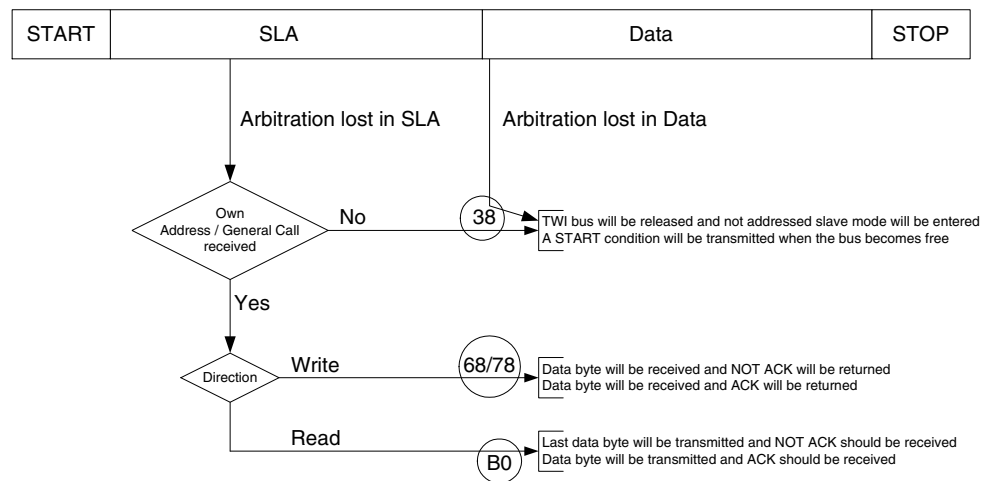 START SLA Data STOP
Arbitration lost in SLA Arbitration lost in Data
Own
Address / General Call
received
No
38
TWI bus will be released and not addressed slave mode will be entered
A START condition will be transmitted when the bus becomes free
Yes
Direction
Write
68/78
Data byte will be received and NOT ACK will be returned
Data byte will be received and ACK will be returned
Read
B0
Last data byte will be transmitted and NOT ACK should be received
Data byte will be transmitted and ACK should be received